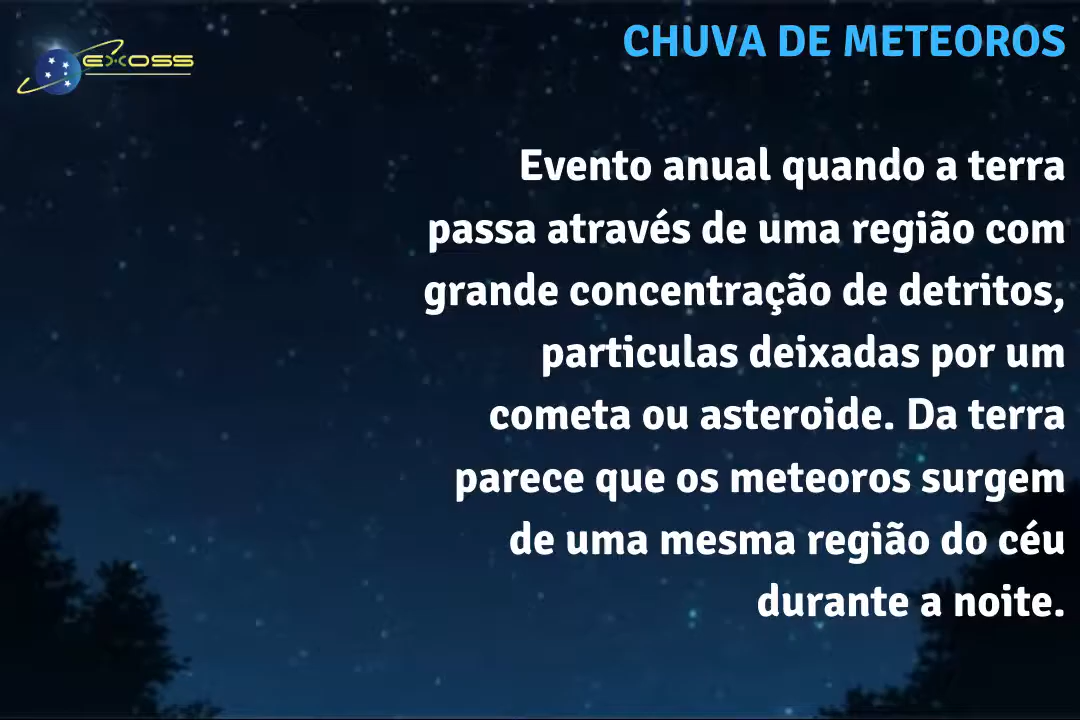 EXOSS
CHUVA DE METEOROS
Evento anual quando a terra
passa através de uma região com
grande concentração de detritos,
particulas deixadas por um
cometa ou asteroide. Da terra
parece que os meteoros surgem
de uma mesma região do céu
durante a noite.